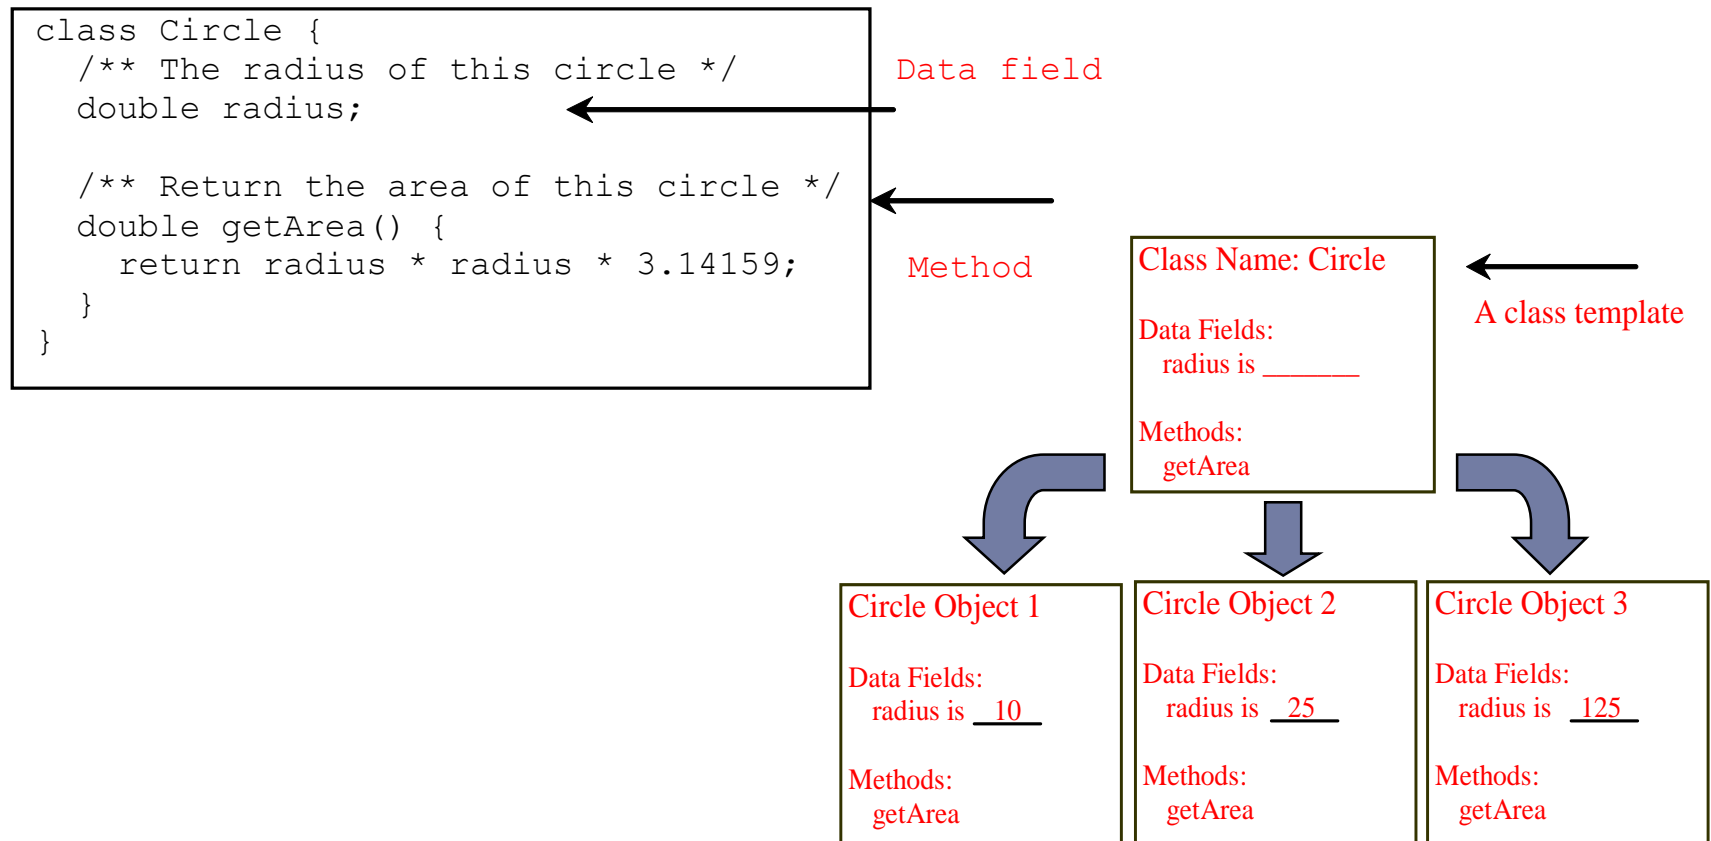 class Circle {
/** The radius of this circle */
double radius;
/** Return the area of this circle */
double getArea() {
return radius * radius * 3.14159;
}
}
Data field
Method
Class Name: Circle
Data Fields:
radius is _______
Methods:
getArea
A class template
Circle Object 1
Data Fields:
radius is 10
Methods:
getArea
Circle Object 2
Data Fields:
radius is 25
Methods:
getArea
Circle Object 3
Data Fields:
radius is 125
Methods:
getArea